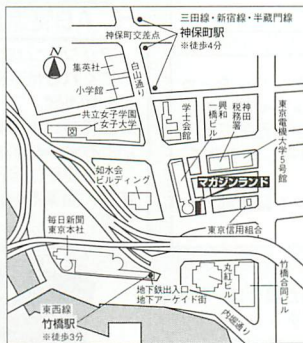 三田線・新宿線・半蔵門線
神保町駅
※徒歩4分
神保町交差点
N
白山通り
集英社
小学館
共立女子学園
女子大学
学士会館
興和一橋ビル
神田税務署
東京電機大学5号館
如水会
ビルディング
マガジンランド
毎日新聞
東京本社
東京信用組合
丸紅ビル
竹橋合同ビル
地下鉄出入口
地下アーケイド街
内堀通り
東西線
竹橋駅
※徒歩3分